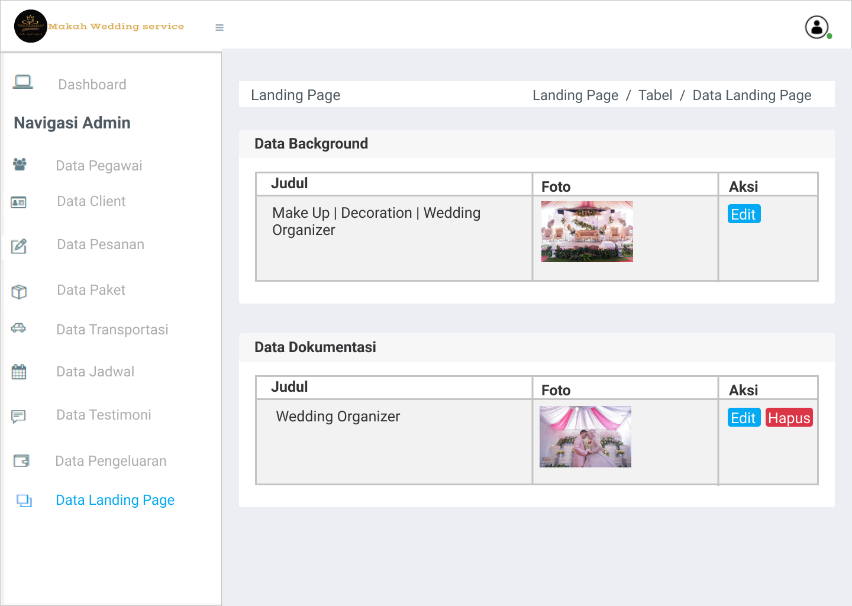 Makah Wedding service
Dashboard
Navigasi Admin
Data Pegawai
Data Client
Data Pesanan
Data Paket
Data Transportasi
Data Jadwal
Data Testimoni
Data Pengeluaran
Data Landing Page
Landing Page
Landing Page / Tabel / Data Landing Page
Data Background
Judul Foto Aksi
Make Up | Decoration | Wedding
Organizer
Edit
Data Dokumentasi
Judul Foto Aksi
Wedding Organizer
Edit Hapus